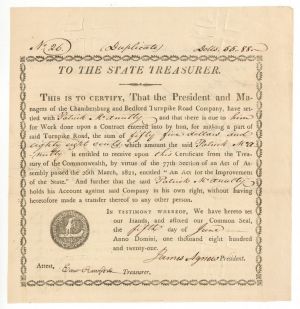 No. 26. (Duplicate) Dolls. 55.88
TO THE STATE TREASURER.
THIS IS TO CERTIFY, That the President and Ma-
nagers of the Chambersburg and Bedford Turnpike Road Company, have set-
tled with Patrick McAnulty and that there is due to him
for Work done upon a Contract entered into by him, for making a part of
said Turnpike Road, the sum of fifty five dollars and
eighty eight cents which amount the said Patrick McA
nulty is entitled to receive upon this Certificate from the Treasu-
ry of the Commonwealth, by virtue of the 77th section of an Act of As-
sembly passed the 26th March, 1821, entitled "an Act for the Improvement
of the State." And further that the said Patrick McAnulty
holds his Account against said Company in his own right, without having
heretofore made a transfer thereof to any other person.
IN TESTIMONY WHEREOF, We have hereto set
our Hands, and affixed our Common Seal,
the fifth day of June
Anno Domini, one thousand eight hundred
and twenty-one.
James Agnew President.
Attest, Treasurer.